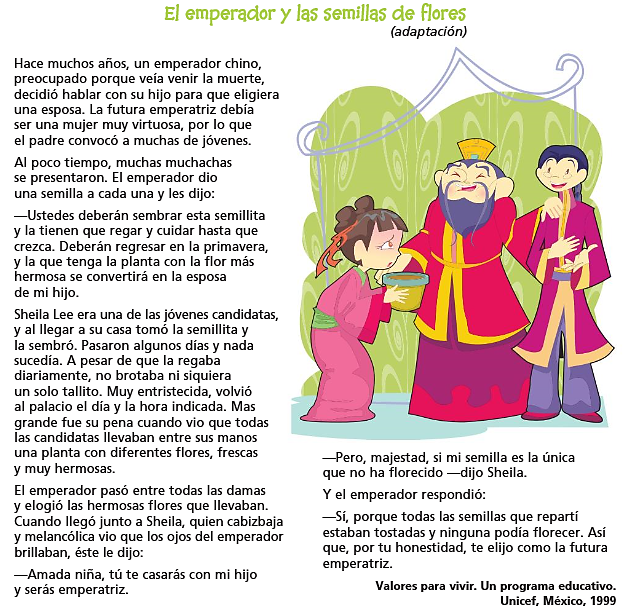 El emperador y las semillas de flores
(adaptación)
Hace muchos años, un emperador chino,
preocupado porque veía venir la muerte,
decidió hablar con su hijo para que eligiera
una esposa. La futura emperatriz debía
ser una mujer muy virtuosa, por lo que
el padre convocó a muchas de jóvenes.
Al poco tiempo, muchas muchachas
se presentaron. El emperador dio
una semilla a cada una y les dijo:
—Ustedes deberán sembrar esta semillita
y la tienen que regar y cuidar hasta que
crezca. Deberán regresar en la primavera,
y la que tenga la planta con la flor más
hermosa se convertirá en la esposa
de mi hijo.
Sheila Lee era una de las jóvenes candidatas,
y al llegar a su casa tomó la semillita y
la sembró. Pasaron algunos días y nada
sucedía. A pesar de que la regaba
diariamente, no brotaba ni siquiera
un solo tallito. Muy entristecida, volvió
al palacio el día y la hora indicada. Mas
grande fue su pena cuando vio que todas
las candidatas llevaban entre sus manos
una planta con diferentes flores, frescas
y muy hermosas.
El emperador pasó entre todas las damas
y elogió las hermosas flores que llevaban.
Cuando llegó junto a Sheila, quien cabizbaja
y melancólica vio que los ojos del emperador
brillaban, éste le dijo:
—Amada niña, tú te casarás con mi hijo
y serás emperatriz.
—Pero, majestad, si mi semilla es la única
que no ha florecido —dijo Sheila.
Y el emperador respondió:
—Sí, porque todas las semillas que repartí
estaban tostadas y ninguna podía florecer. Así
que, por tu honestidad, te elijo como la futura
emperatriz.
Valores para vivir. Un programa educativo.
Unicef, México, 1999